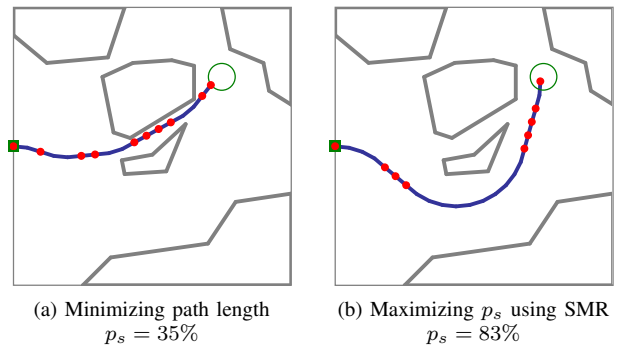 (a) Minimizing path length
p_s = 35%
(b) Maximizing p_s using SMR
p_s = 83%